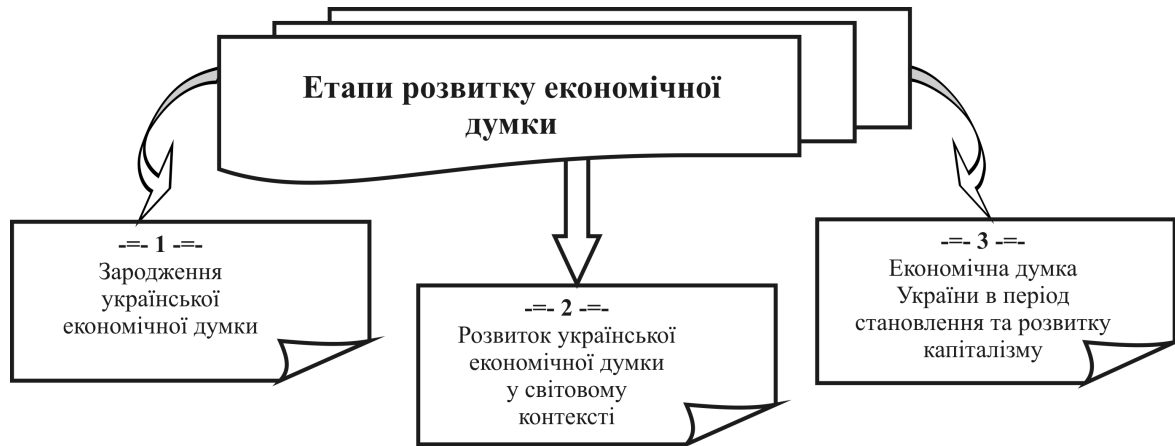 Етапи розвитку економічної
думки
-=- 1 -=-
Зародження
української
економічної думки
-=- 2 -=-
Розвиток української
економічної думки
у світовому
контексті
-=- 3 -=-
Економічна думка
України в період
становлення та розвитку
капіталізму